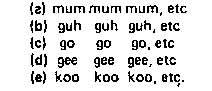 (a) mum mum mum, etc
(b) guh guh guh, etc
(c) go go go, etc
(d) gee gee gee, etc
(e) koo koo koo, etc.